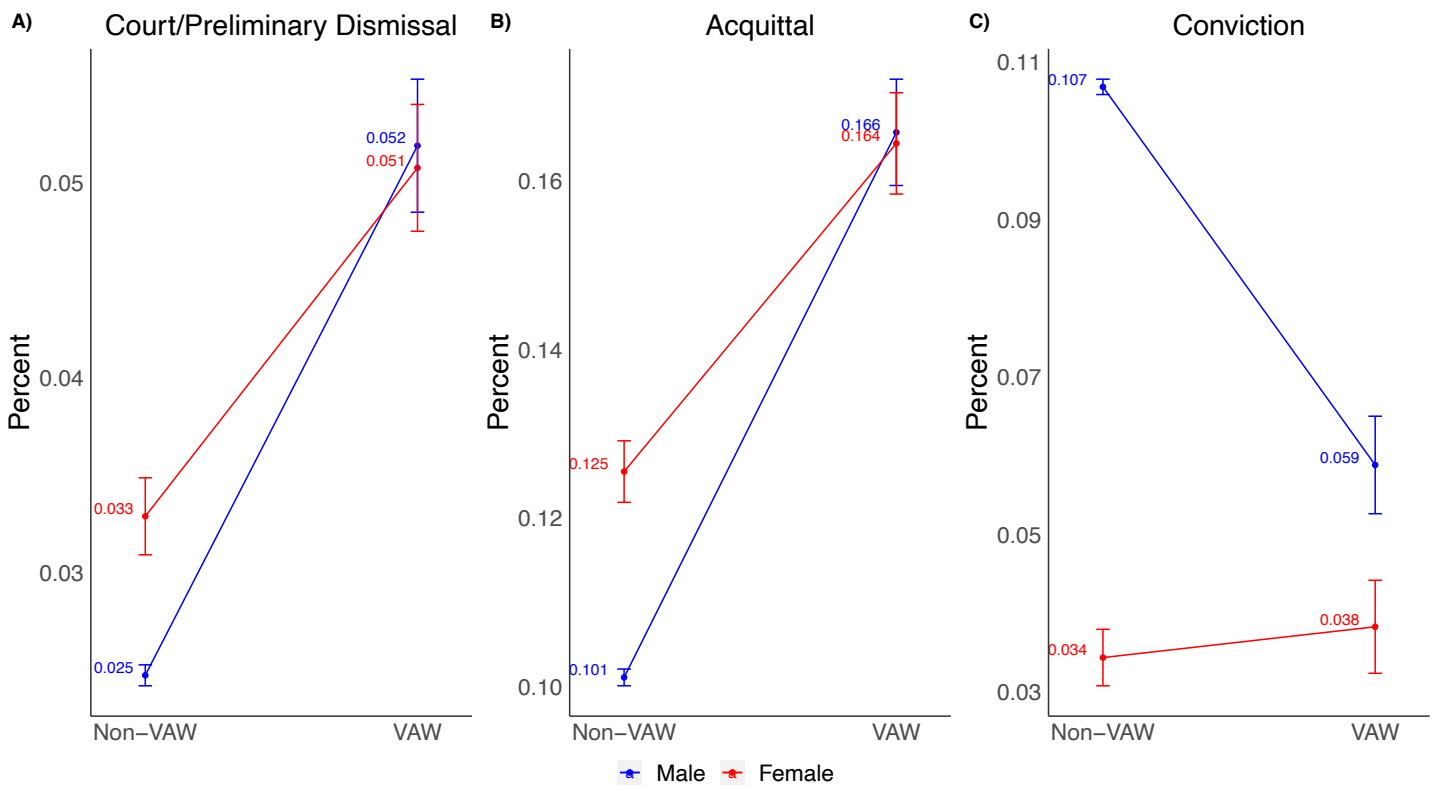 A) Court/Preliminary Dismissal
Percent
0.05
0.04
0.03
0.052
0.051
0.033
0.025
Non−VAW VAW
B) Acquittal
Percent
0.16
0.14
0.12
0.10
0.166
0.164
0.125
0.101
Non−VAW VAW
C) Conviction
Percent
0.11
0.09
0.07
0.05
0.03
0.107
0.059
0.038
0.034
Non−VAW VAW
a Male a Female